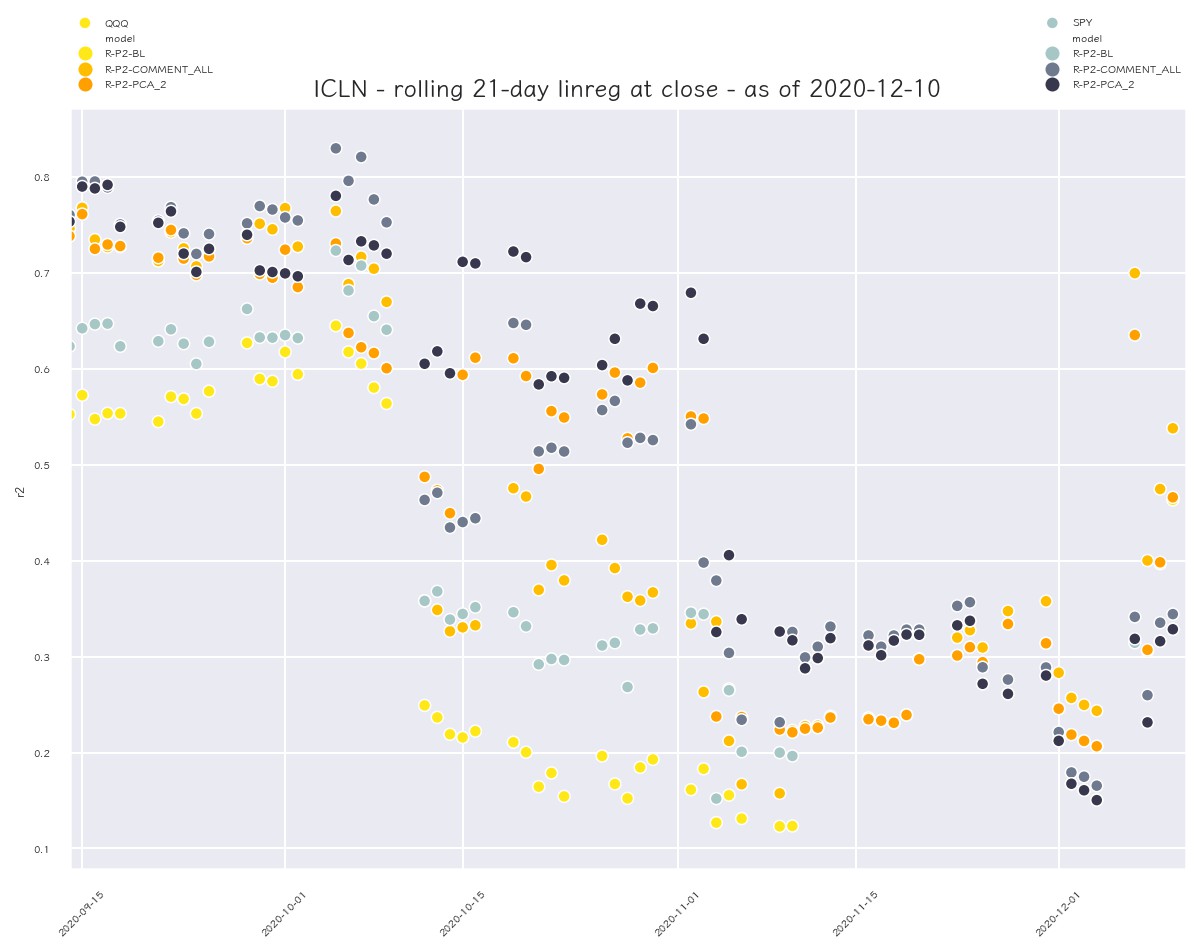 QQQ
model
R-P2-BL
R-P2-COMMENT_ALL
R-P2-PCA_2
SPY
model
R-P2-BL
R-P2-COMMENT_ALL
R-P2-PCA_2
ICLN - rolling 21-day linreg at close - as of 2020-12-10
r2
0.8
0.7
0.6
0.5
0.4
0.3
0.2
0.1
2020-09-15
2020-10-01
2020-10-15
2020-11-01
2020-11-15
2020-12-01